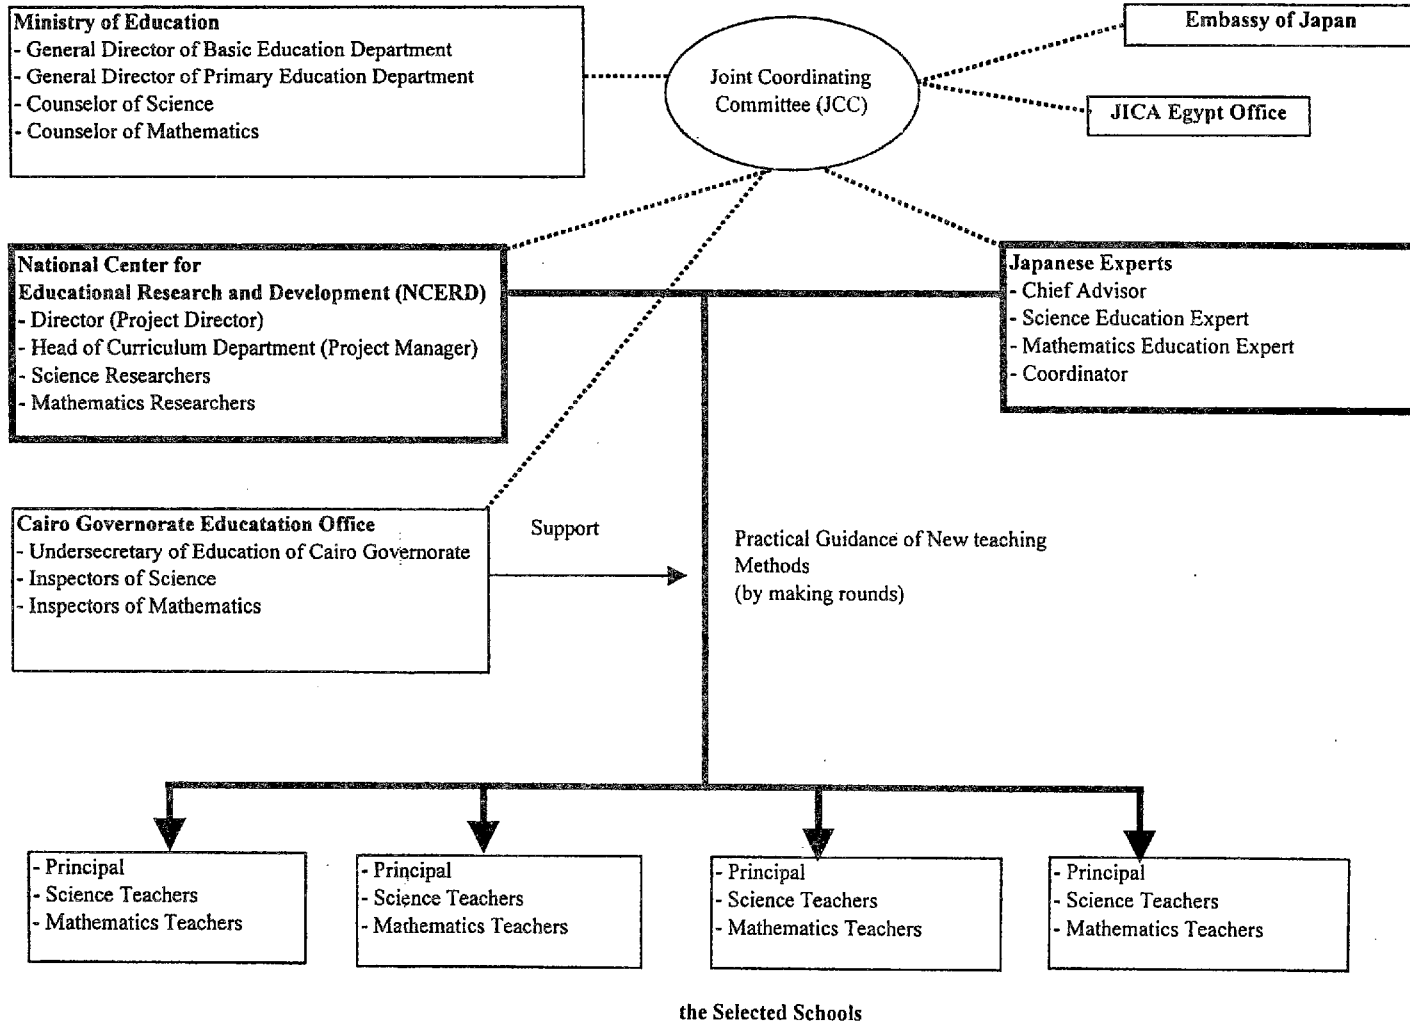 Ministry of Education
- General Director of Basic Education Department
- General Director of Primary Education Department
- Counselor of Science
- Counselor of Mathematics
Joint Coordinating
Committee (JCC)
Embassy of Japan
JICA Egypt Office
National Center for
Educational Research and Development (NCERD)
- Director (Project Director)
- Head of Curriculum Department (Project Manager)
- Science Researchers
- Mathematics Researchers
Japanese Experts
- Chief Advisor
- Science Education Expert
- Mathematics Education Expert
- Coordinator
Cairo Governorate Educatation Office
- Undersecretary of Education of Cairo Governorate
- Inspectors of Science
- Inspectors of Mathematics
Support
Practical Guidance of New teaching
Methods
(by making rounds)
- Principal
- Science Teachers
- Mathematics Teachers
- Principal
- Science Teachers
- Mathematics Teachers
- Principal
- Science Teachers
- Mathematics Teachers
- Principal
- Science Teachers
- Mathematics Teachers
the Selected Schools